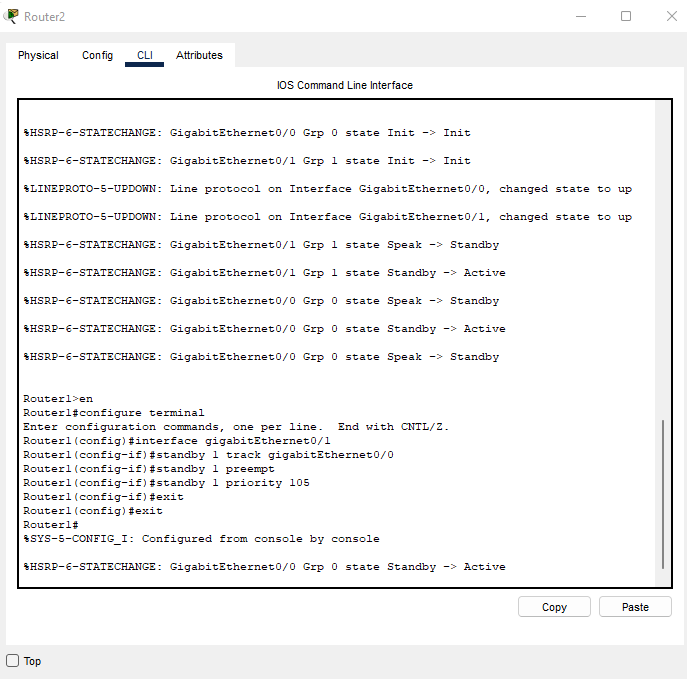 Router2
Physical Config CLI Attributes
IOS Command Line Interface
%HSRP-6-STATECHANGE: GigabitEthernet0/0 Grp 0 state Init -> Init
%HSRP-6-STATECHANGE: GigabitEthernet0/1 Grp 1 state Init -> Init
%LINEPROTO-5-UPDOWN: Line protocol on Interface GigabitEthernet0/0, changed state to up
%LINEPROTO-5-UPDOWN: Line protocol on Interface GigabitEthernet0/1, changed state to up
%HSRP-6-STATECHANGE: GigabitEthernet0/1 Grp 1 state Speak -> Standby
%HSRP-6-STATECHANGE: GigabitEthernet0/1 Grp 1 state Standby -> Active
%HSRP-6-STATECHANGE: GigabitEthernet0/0 Grp 0 state Speak -> Standby
%HSRP-6-STATECHANGE: GigabitEthernet0/0 Grp 0 state Standby -> Active
%HSRP-6-STATECHANGE: GigabitEthernet0/0 Grp 0 state Speak -> Standby
Router1>en
Router1#configure terminal
Enter configuration commands, one per line.  End with CNTL/Z.
Router1(config)#interface gigabitEthernet0/1
Router1(config-if)#standby 1 track gigabitEthernet0/0
Router1(config-if)#standby 1 preempt
Router1(config-if)#standby 1 priority 105
Router1(config-if)#exit
Router1(config)#exit
Router1#
%SYS-5-CONFIG_I: Configured from console by console
%HSRP-6-STATECHANGE: GigabitEthernet0/0 Grp 0 state Standby -> Active
Copy Paste
Top